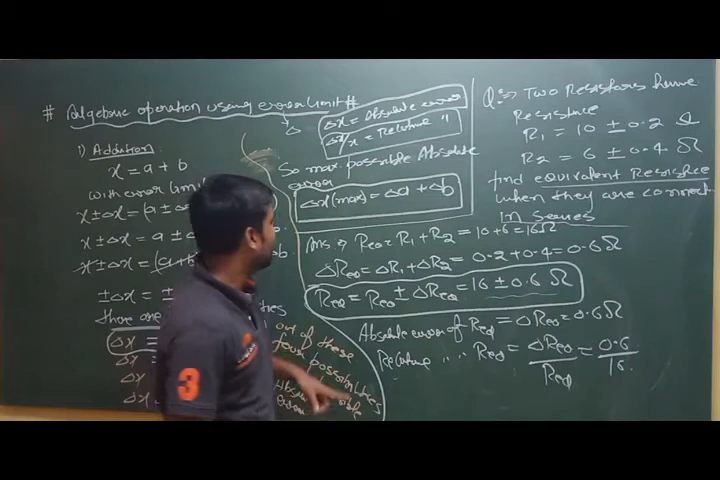 # Algebraic operation using error limit #
1) Addition
x = a + b
with error limit
x ± Δx = (a ± Δ
x ± Δx = a ± Δ
x ± Δx = (a + b
± Δx = ±
there are
Δx =
Δx
Δx
Δx
out of these
four possibilities
Δx = Absolute error
Δx/x = Relative "
So max. possible Absolute
error
Δx(max) = Δa + Δb
Q:⇒ Two Resistors have
Resistance
R1 = 10 ± 0.2 Ω
R2 = 6 ± 0.4 Ω
find equivalent Resistance
when they are connect
In series
Ans. Req = R1 + R2 = 10 + 6 = 16 Ω
ΔReq = ΔR1 + ΔR2 = 0.2 + 0.4 = 0.6 Ω
Req = Req ± ΔReq = 16 ± 0.6 Ω
Absolute error of Req = ΔReq = 0.6 Ω
Relative " " Req = ΔReq/Req = 0.6/16.
3